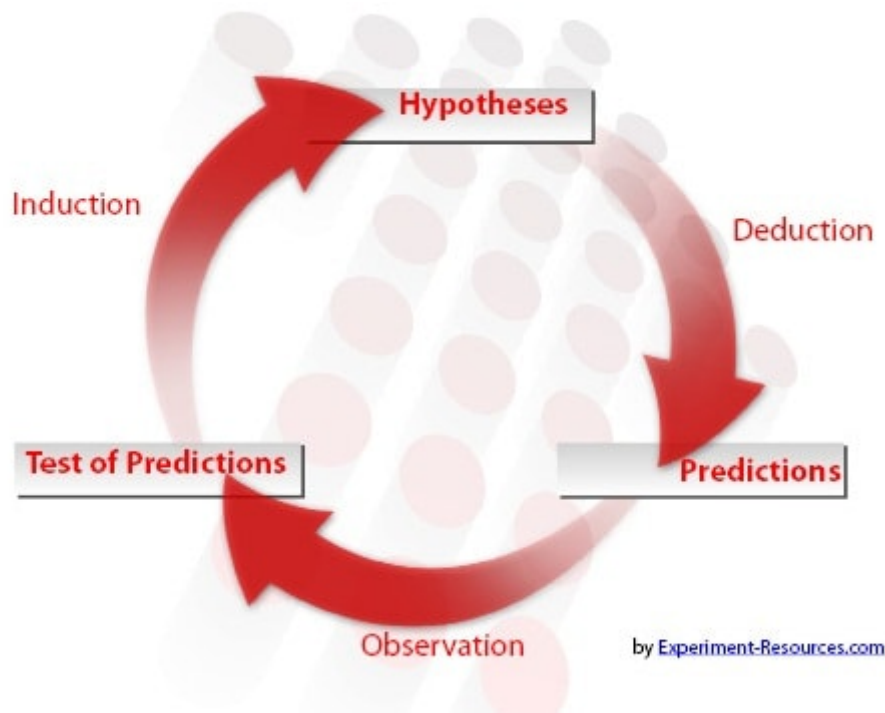 Hypotheses
Induction
Deduction
Test of Predictions
Predictions
Observation
by Experiment-Resources.com